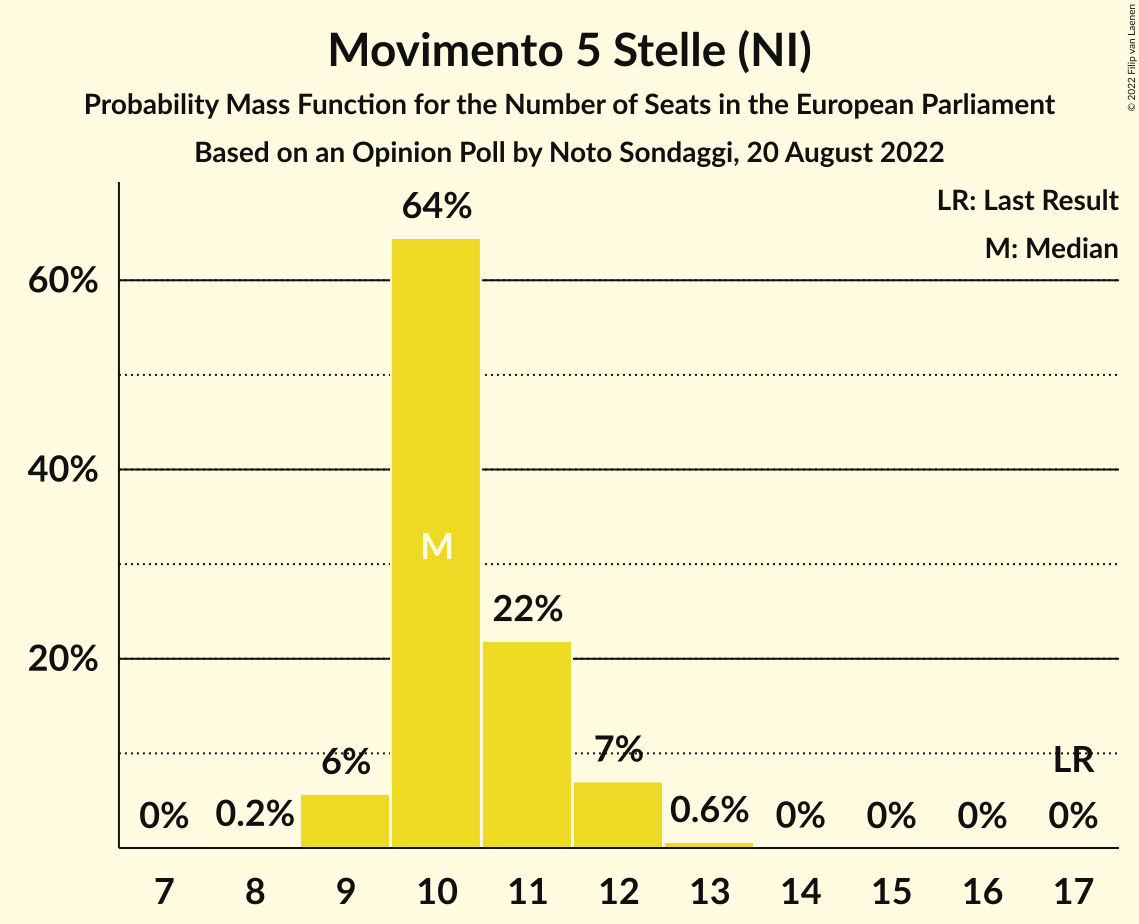 Movimento 5 Stelle (NI)
Probability Mass Function for the Number of Seats in the European Parliament
Based on an Opinion Poll by Noto Sondaggi, 20 August 2022
© 2022 Filip van Laenen
LR: Last Result
M: Median
60%
40%
20%
0%
0.2%
6%
64%
M
22%
7%
0.6%
0%
0%
0%
LR
0%
7 8 9 10 11 12 13 14 15 16 17